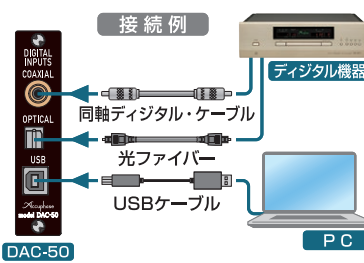 接続例
DIGITAL
INPUTS
COAXIAL
ディジタル機器
同軸ディジタル・ケーブル
OPTICAL
光ファイバー
USB
USBケーブル
Accuphase
model DAC-50
DAC-50
PC